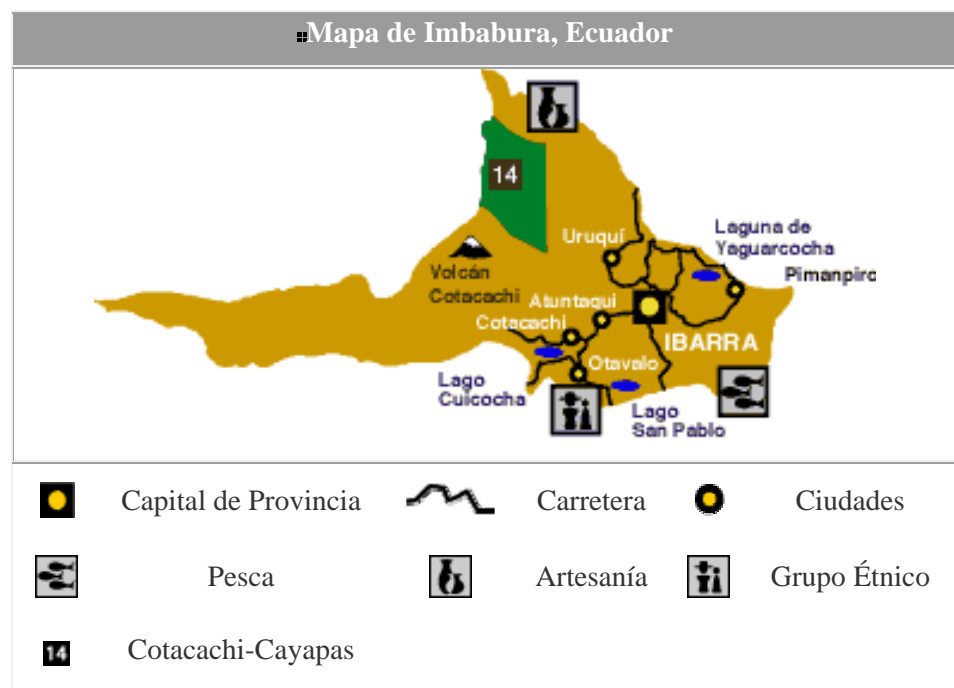 Mapa de Imbabura, Ecuador
14
Uruquí
Laguna de
Yaguarcocha
Pimanpiro
Volcán
Cotacachi
Atuntaqui
Cotacachi
IBARRA
Otavalo
Lago
Cuicocha
Lago
San Pablo
Capital de Provincia
Carretera
Ciudades
Pesca
Artesanía
Grupo Étnico
14
Cotacachi-Cayapas